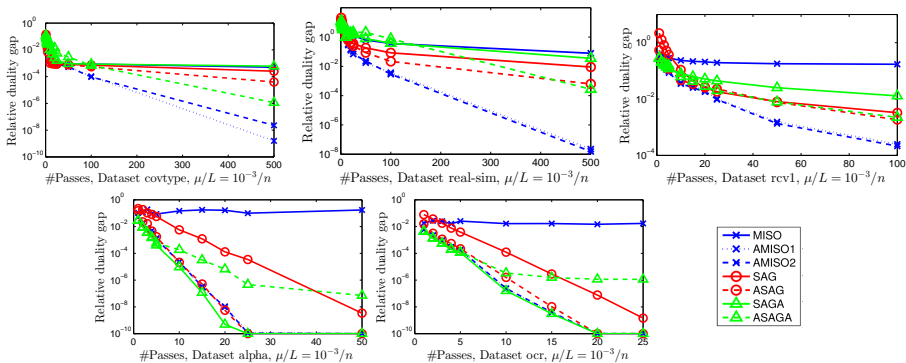 Relative duality gap
10^0
10^-2
10^-4
10^-6
10^-8
10^-10
0 100 200 300 400 500
#Passes, Dataset covtype, μ/L = 10^-3/n
Relative duality gap
10^0
10^-2
10^-4
10^-6
10^-8
0 100 200 300 400 500
#Passes, Dataset real-sim, μ/L = 10^-3/n
Relative duality gap
10^0
10^-2
10^-4
0 20 40 60 80 100
#Passes, Dataset rcv1, μ/L = 10^-3/n
Relative duality gap
10^0
10^-2
10^-4
10^-6
10^-8
10^-10
0 10 20 30 40 50
#Passes, Dataset alpha, μ/L = 10^-3/n
Relative duality gap
10^0
10^-2
10^-4
10^-6
10^-8
10^-10
0 5 10 15 20 25
#Passes, Dataset ocr, μ/L = 10^-3/n
MISO
AMISO1
AMISO2
SAG
ASAG
SAGA
ASAGA